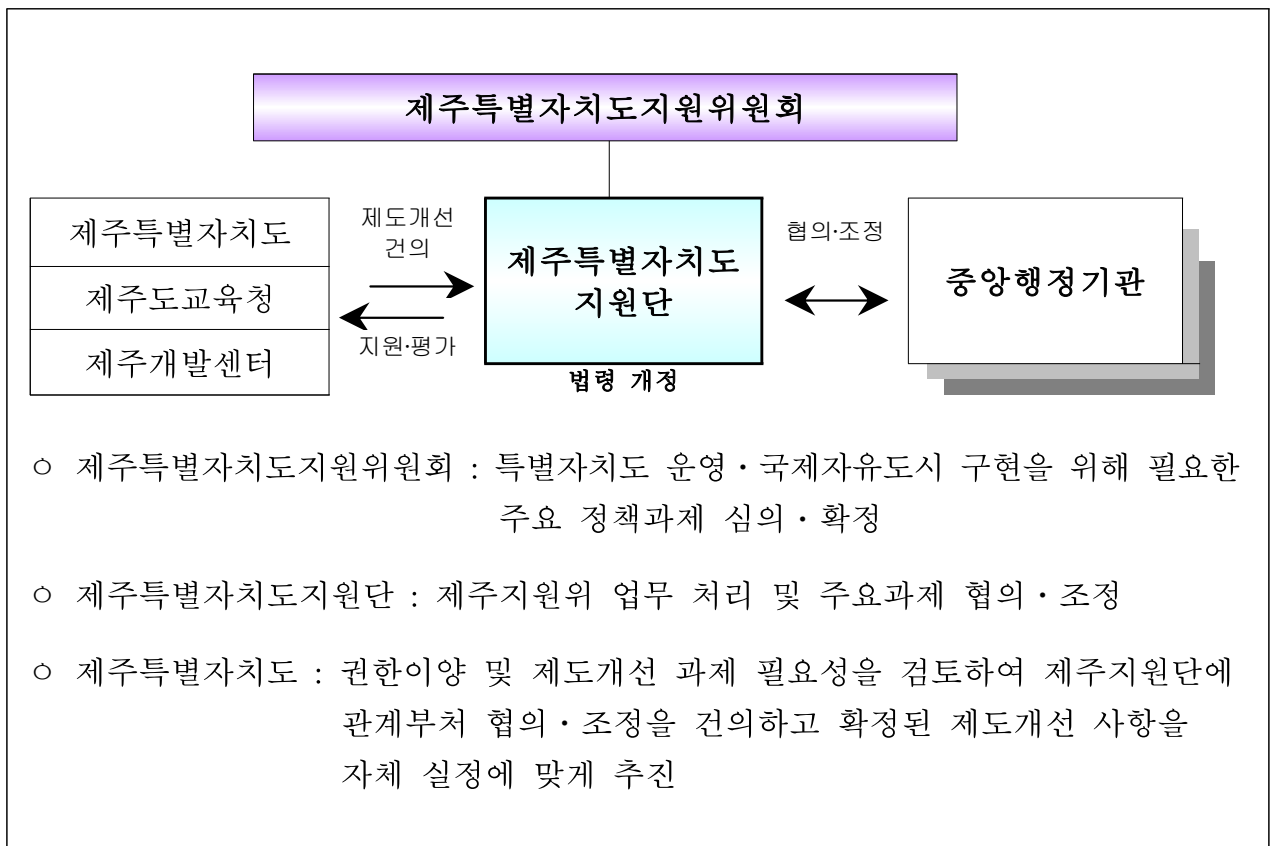 제주특별자치도지원위원회
제주특별자치도
제주도교육청
제주개발센터
제도개선
건의
지원·평가
제주특별자치도
지원단
법령 개정
협의·조정
중앙행정기관
ㅇ 제주특별자치도지원위원회 : 특별자치도 운영・국제자유도시 구현을 위해 필요한
주요 정책과제 심의・확정
ㅇ 제주특별자치도지원단 : 제주지원위 업무 처리 및 주요과제 협의・조정
ㅇ 제주특별자치도 : 권한이양 및 제도개선 과제 필요성을 검토하여 제주지원단에
관계부처 협의・조정을 건의하고 확정된 제도개선 사항을
자체 실정에 맞게 추진